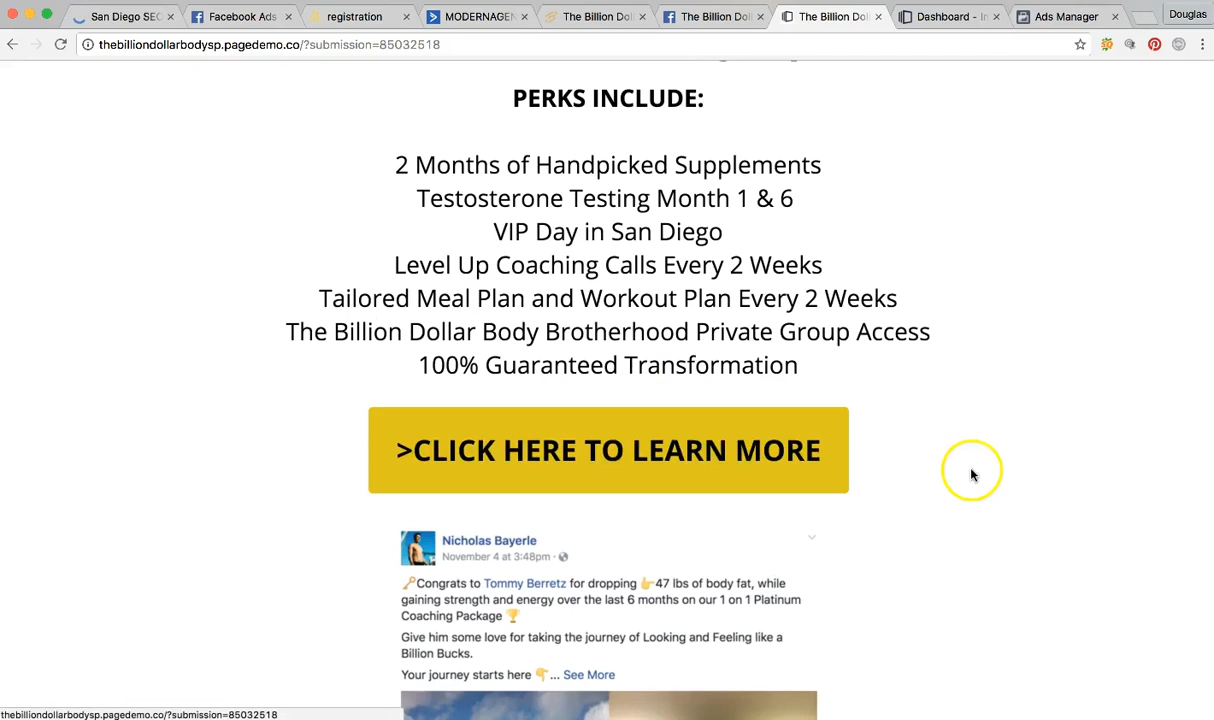 San Diego SEC
Facebook Ads
registration
MODERNAGEN
The Billion Doll
The Billion Doll
The Billion Doll
Dashboard - In
Ads Manager
Douglas
thebilliondollarbodysp.pagedemo.co/?submission=85032518
PERKS INCLUDE:
2 Months of Handpicked Supplements
Testosterone Testing Month 1 & 6
VIP Day in San Diego
Level Up Coaching Calls Every 2 Weeks
Tailored Meal Plan and Workout Plan Every 2 Weeks
The Billion Dollar Body Brotherhood Private Group Access
100% Guaranteed Transformation
>CLICK HERE TO LEARN MORE
Nicholas Bayerle
November 4 at 3:48pm ·
Congrats to Tommy Berretz for dropping 47 lbs of body fat, while
gaining strength and energy over the last 6 months on our 1 on 1 Platinum
Coaching Package
Give him some love for taking the journey of Looking and Feeling like a
Billion Bucks.
Your journey starts here ... See More
thebilliondollarbodysp.pagedemo.co/?submission=85032518